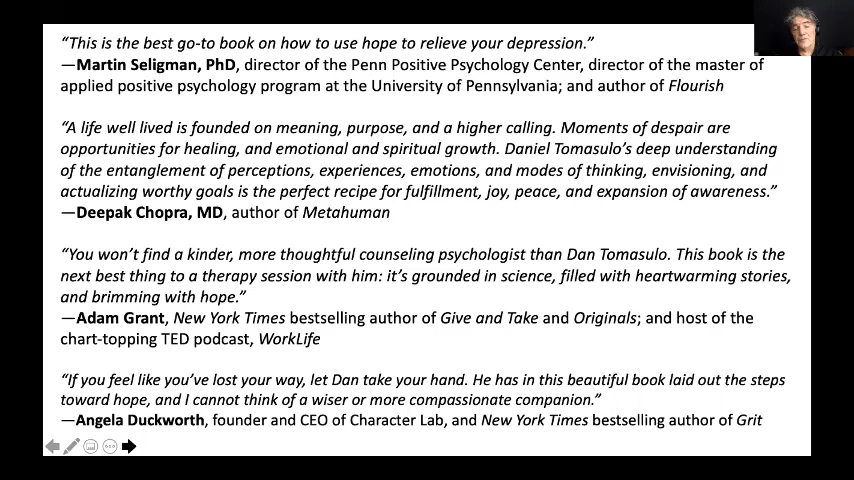 “This is the best go-to book on how to use hope to relieve your depression.”
—Martin Seligman, PhD, director of the Penn Positive Psychology Center, director of the master of
applied positive psychology program at the University of Pennsylvania; and author of Flourish
“A life well lived is founded on meaning, purpose, and a higher calling. Moments of despair are
opportunities for healing, and emotional and spiritual growth. Daniel Tomasulo’s deep understanding
of the entanglement of perceptions, experiences, emotions, and modes of thinking, envisioning, and
actualizing worthy goals is the perfect recipe for fulfillment, joy, peace, and expansion of awareness.”
—Deepak Chopra, MD, author of Metahuman
“You won’t find a kinder, more thoughtful counseling psychologist than Dan Tomasulo. This book is the
next best thing to a therapy session with him: it’s grounded in science, filled with heartwarming stories,
and brimming with hope.”
—Adam Grant, New York Times bestselling author of Give and Take and Originals; and host of the
chart-topping TED podcast, WorkLife
“If you feel like you’ve lost your way, let Dan take your hand. He has in this beautiful book laid out the steps
toward hope, and I cannot think of a wiser or more compassionate companion.”
—Angela Duckworth, founder and CEO of Character Lab, and New York Times bestselling author of Grit